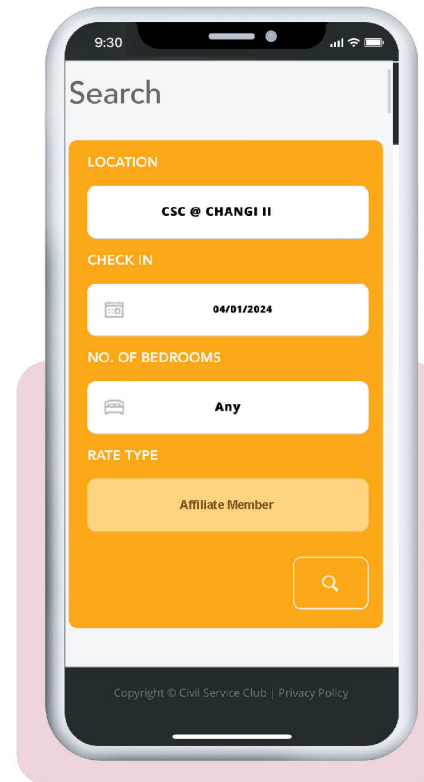 9:30
Search
LOCATION
CSC @ CHANGI II
CHECK IN
04/01/2024
NO. OF BEDROOMS
Any
RATE TYPE
Affiliate Member
Copyright © Civil Service Club | Privacy Policy